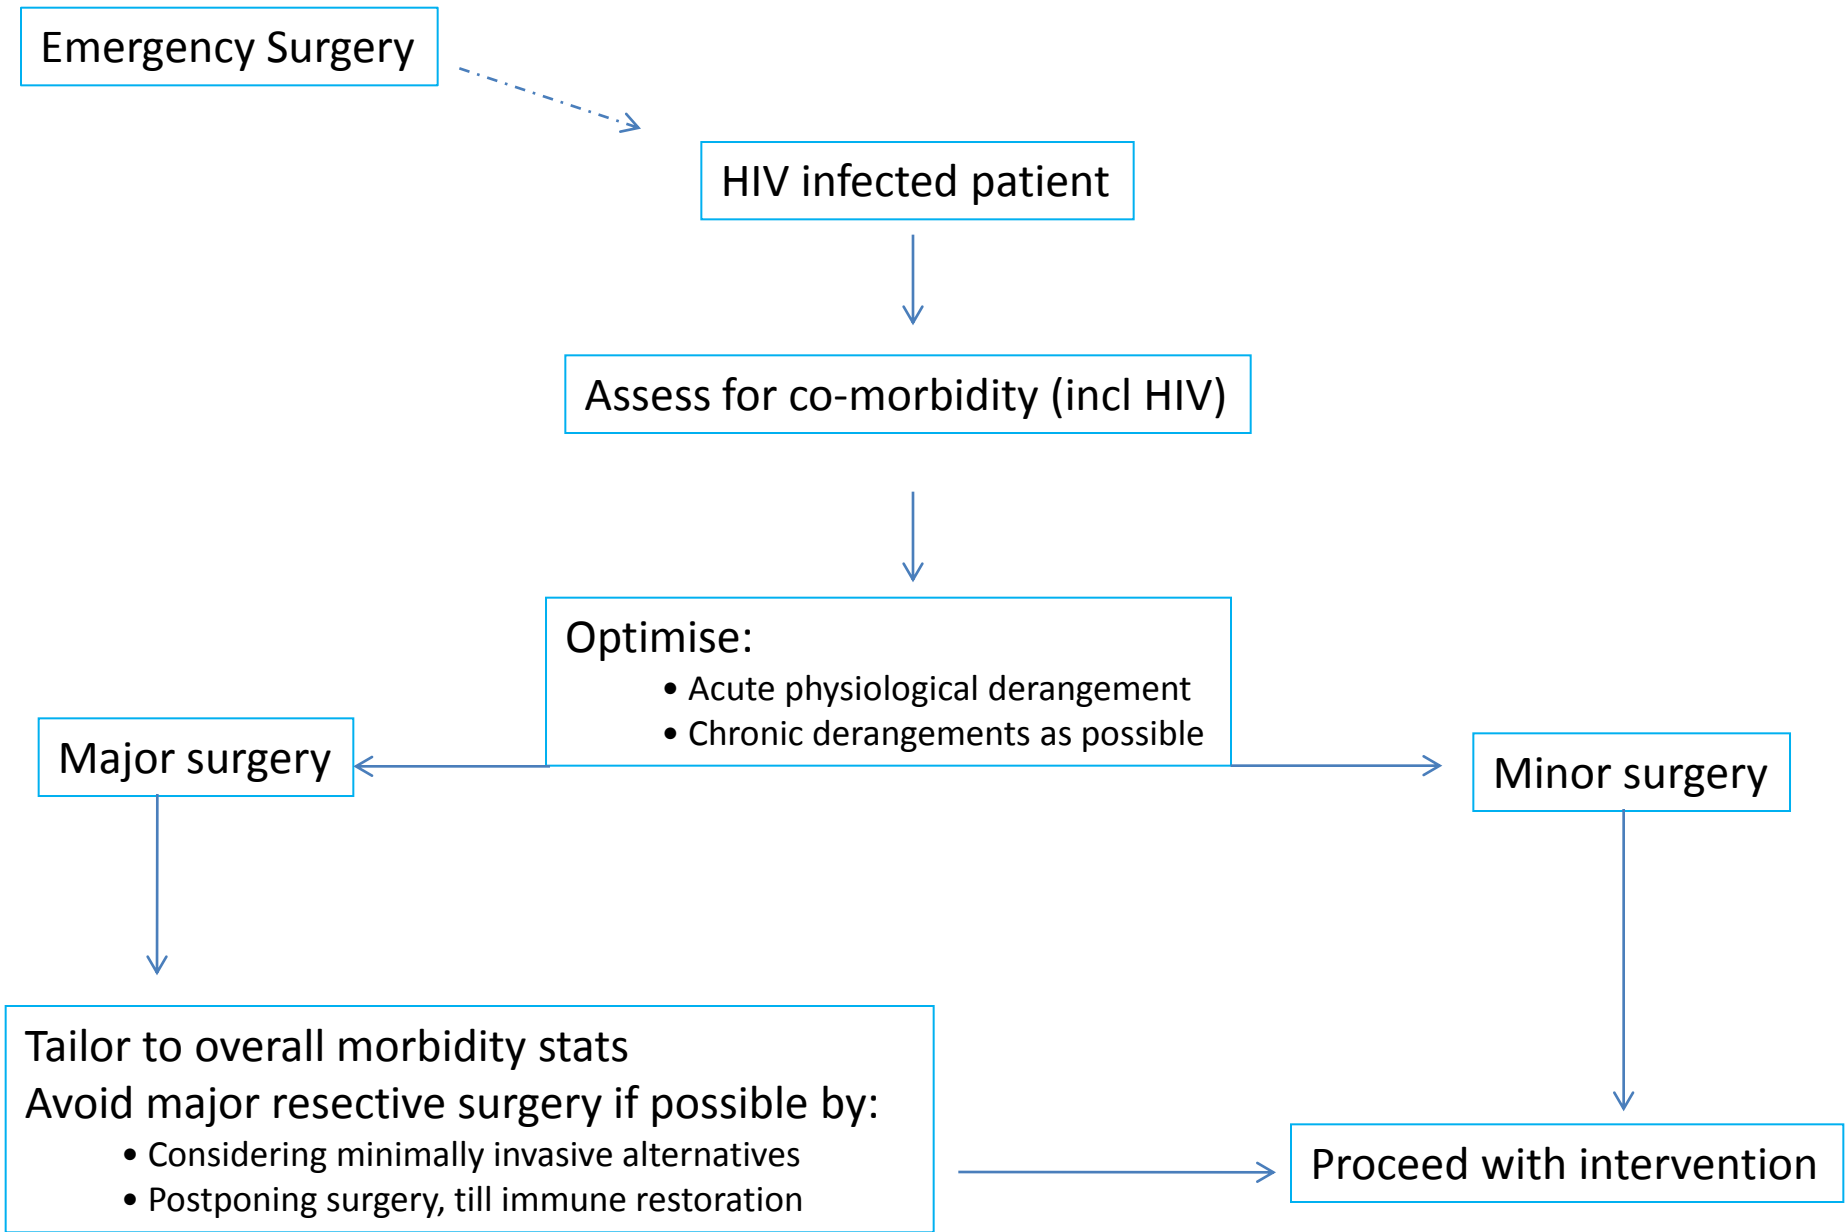 Emergency Surgery
HIV infected patient
Assess for co-morbidity (incl HIV)
Optimise:
• Acute physiological derangement
• Chronic derangements as possible
Major surgery
Minor surgery
Tailor to overall morbidity stats
Avoid major resective surgery if possible by:
• Considering minimally invasive alternatives
• Postponing surgery, till immune restoration
Proceed with intervention